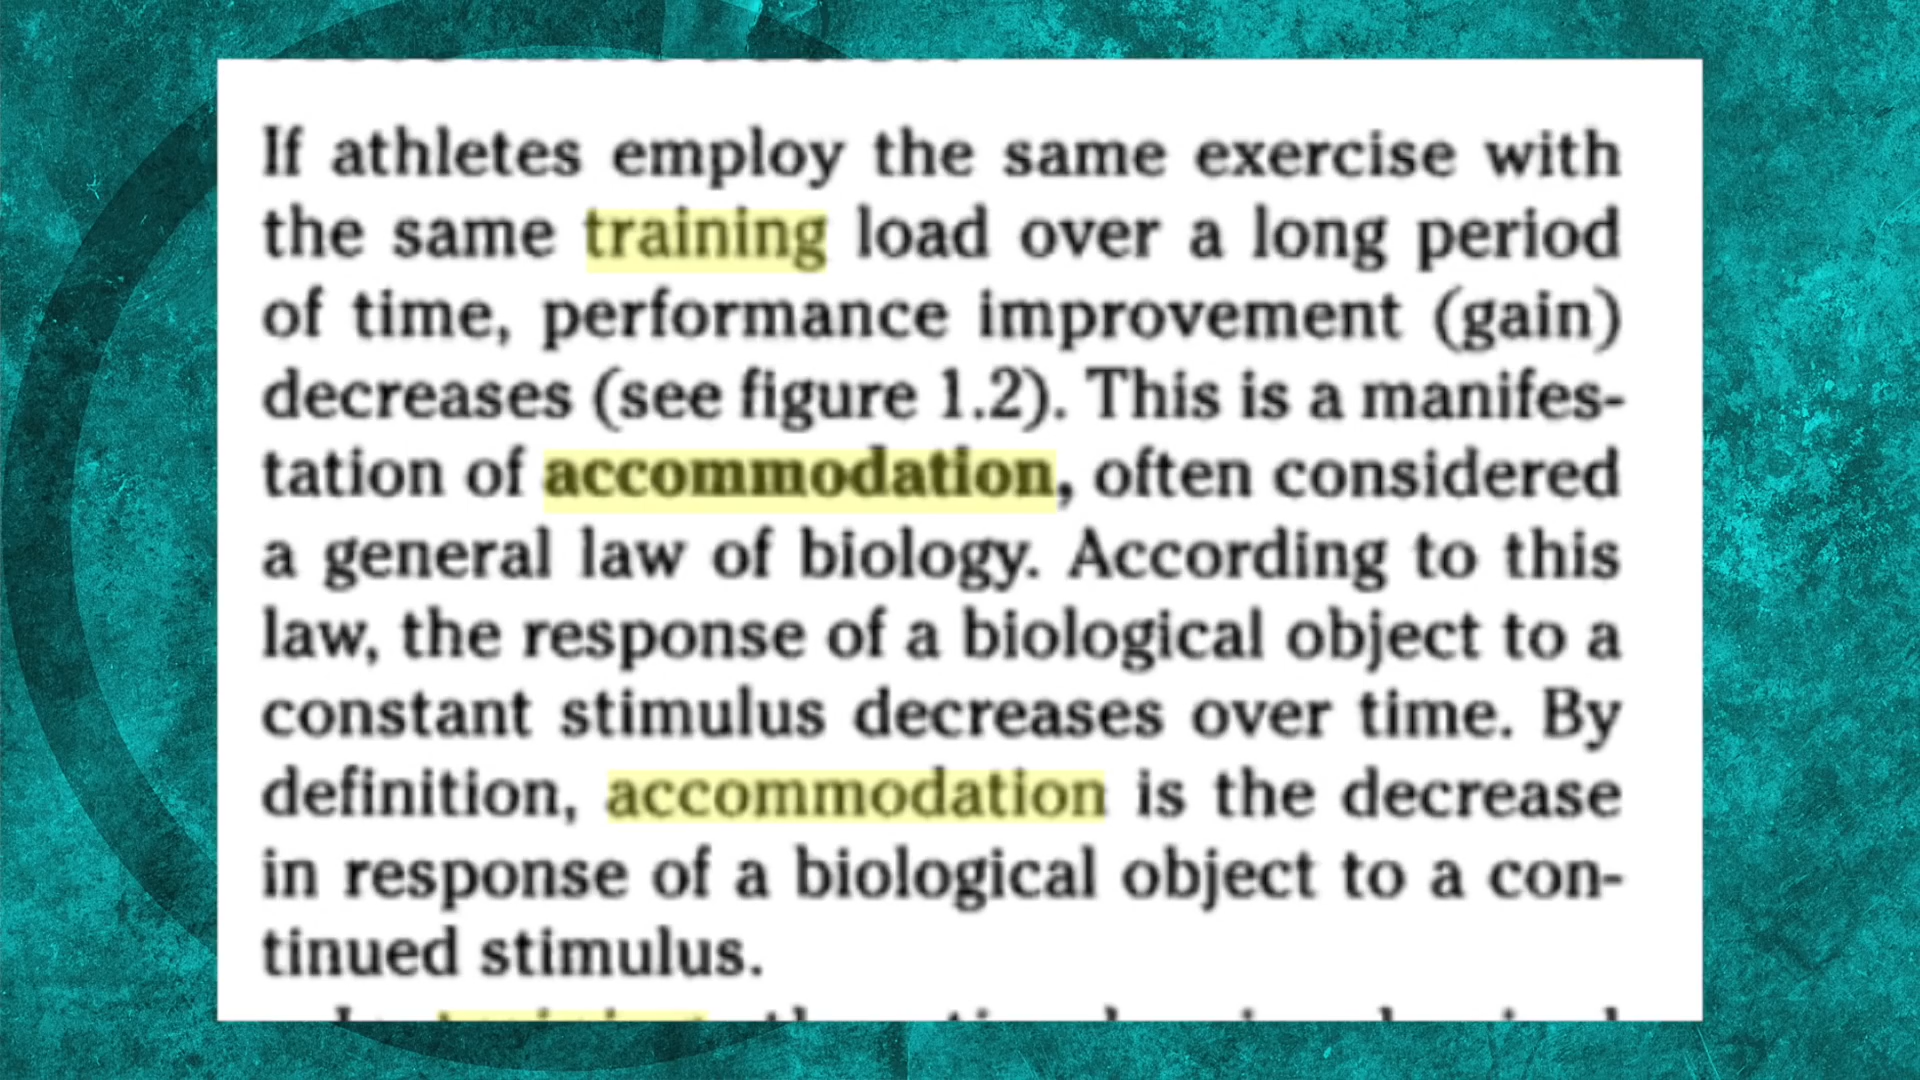 If athletes employ the same exercise with
the same training load over a long period
of time, performance improvement (gain)
decreases (see figure 1.2). This is a manifes-
tation of accommodation, often considered
a general law of biology. According to this
law, the response of a biological object to a
constant stimulus decreases over time. By
definition, accommodation is the decrease
in response of a biological object to a con-
tinued stimulus.